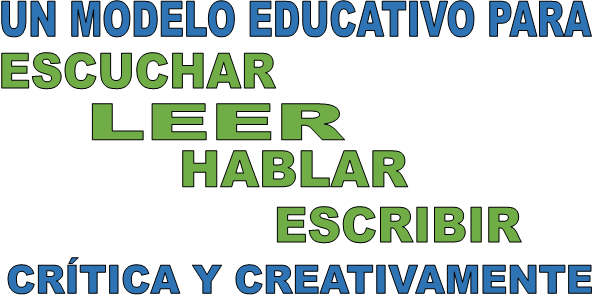 UN MODELO EDUCATIVO PARA
ESCUCHAR
LEER
HABLAR
ESCRIBIR
CRÍTICA Y CREATIVAMENTE